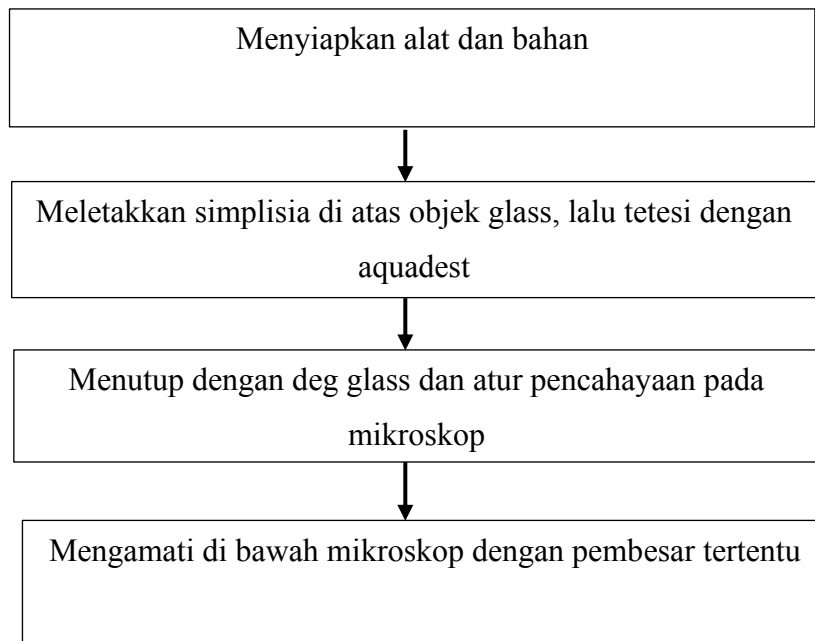 Menyiapkan alat dan bahan
Meletakkan simplisia di atas objek glass, lalu tetesi dengan
aquadest
Menutup dengan deg glass dan atur pencahayaan pada
mikroskop
Mengamati di bawah mikroskop dengan pembesar tertentu